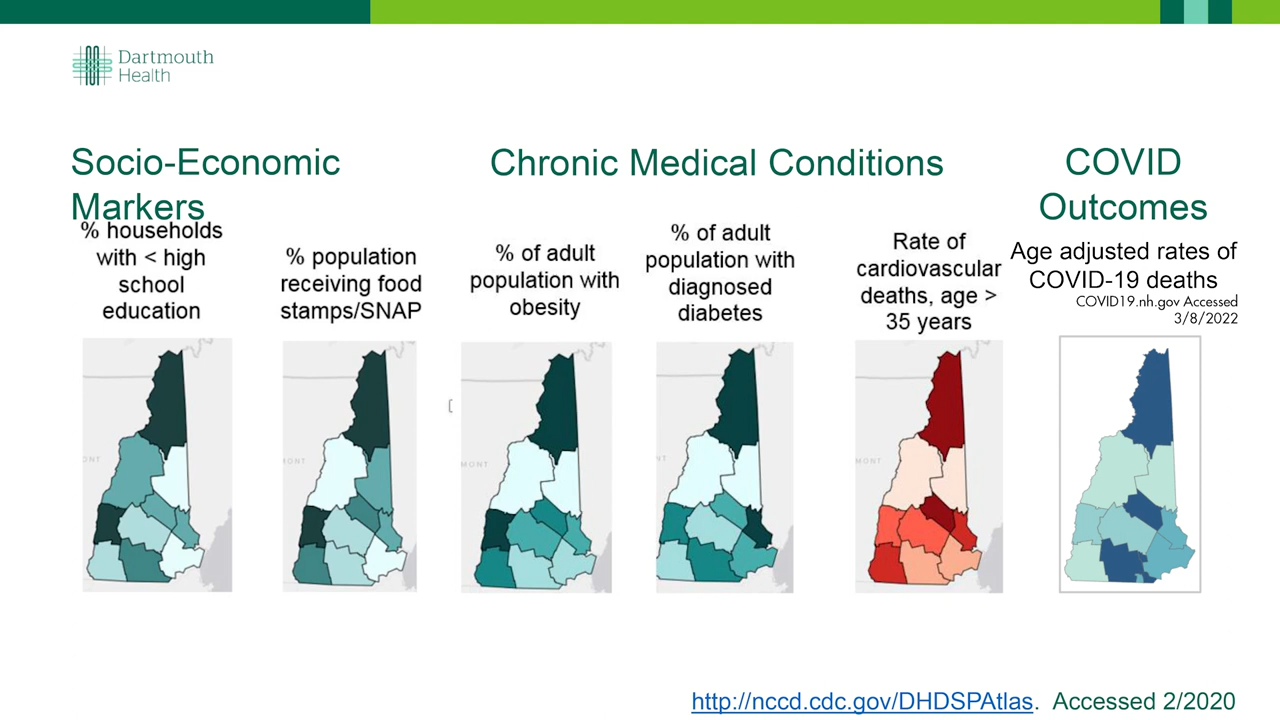 Dartmouth
Health
Socio-Economic
Markers
Chronic Medical Conditions
COVID
Outcomes
% households
with < high
school
education
% population
receiving food
stamps/SNAP
% of adult
population with
obesity
% of adult
population with
diagnosed
diabetes
Rate of
cardiovascular
deaths, age >
35 years
Age adjusted rates of
COVID-19 deaths
COVID19.nh.gov Accessed
3/8/2022
MONT
MONT
MONT
http://nccd.cdc.gov/DHDSPAtlas. Accessed 2/2020